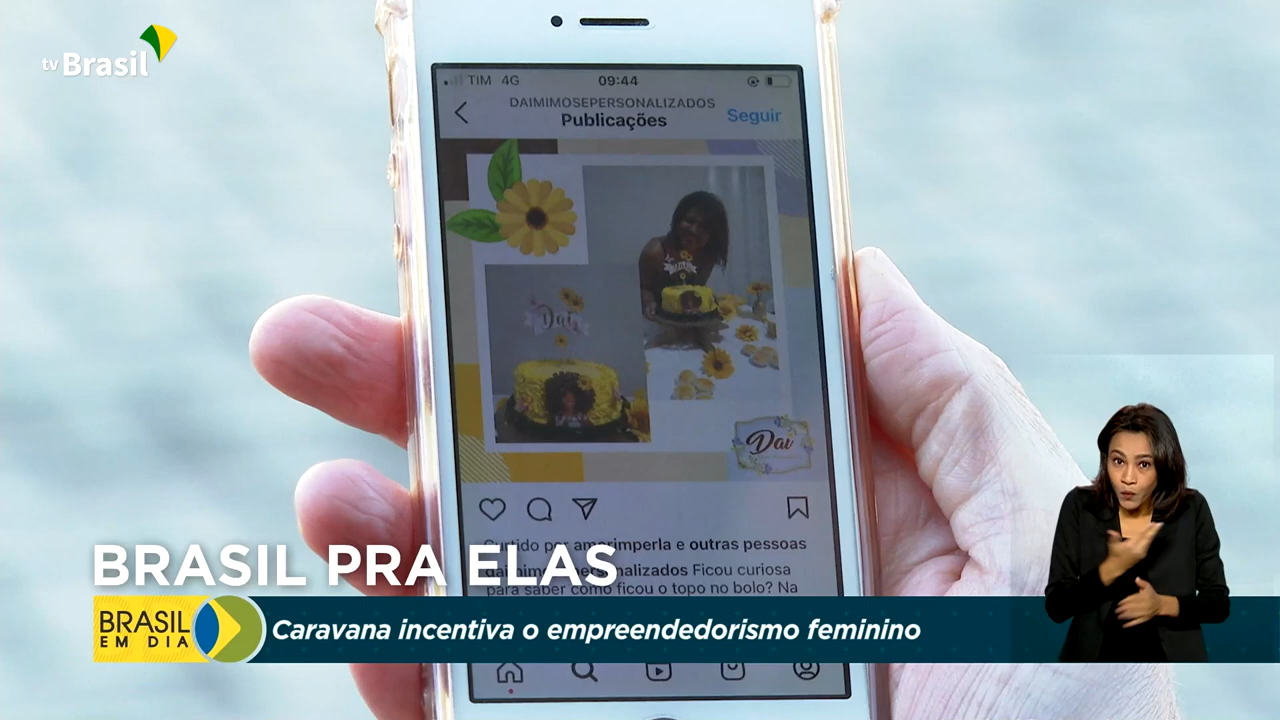 tv Brasil
TIM 4G 09:44
DAIMIMOSEPERSONALIZADOS
Publicações
Seguir
Dai
Dai
Curtido por amorimperla e outras pessoas
personalizados Ficou curiosa
para saber como ficou o topo no bolo? Na
BRASIL PRA ELAS
BRASIL
EM DIA
Caravana incentiva o empreendedorismo feminino